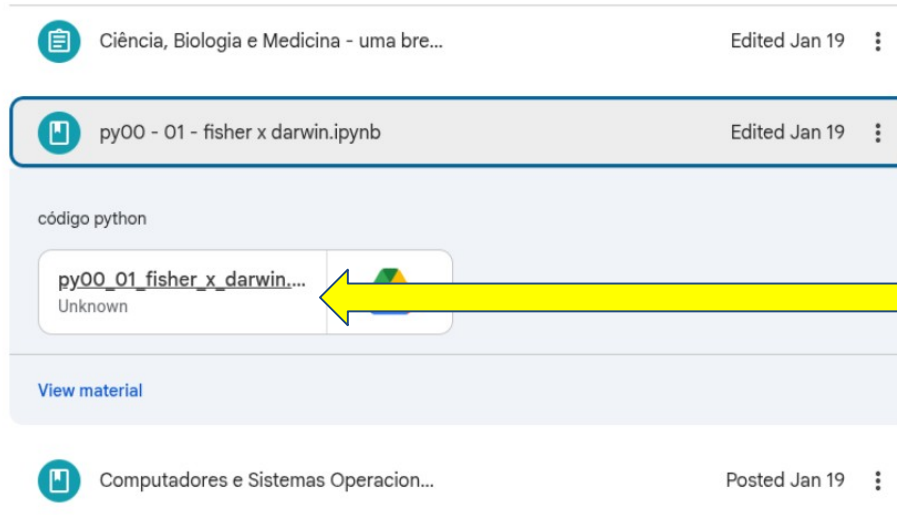 Ciência, Biologia e Medicina - uma bre... Edited Jan 19
py00 - 01 - fisher x darwin.ipynb Edited Jan 19
código python
py00_01_fisher_x_darwin....
Unknown
View material
Computadores e Sistemas Operacion... Posted Jan 19